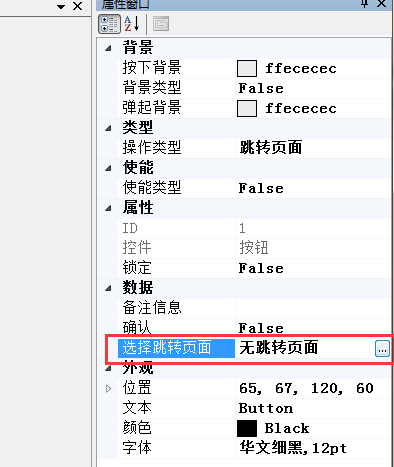 属性窗口
背景
按下背景 ffececec
背景类型 False
弹起背景 ffececec
类型
操作类型 跳转页面
使能
使能类型 False
属性
ID 1
控件 按钮
锁定 False
数据
备注信息
确认 False
选择跳转页面 无跳转页面 ...
外观
位置 65, 67, 120, 60
文本 Button
颜色 Black
字体 华文细黑,12pt